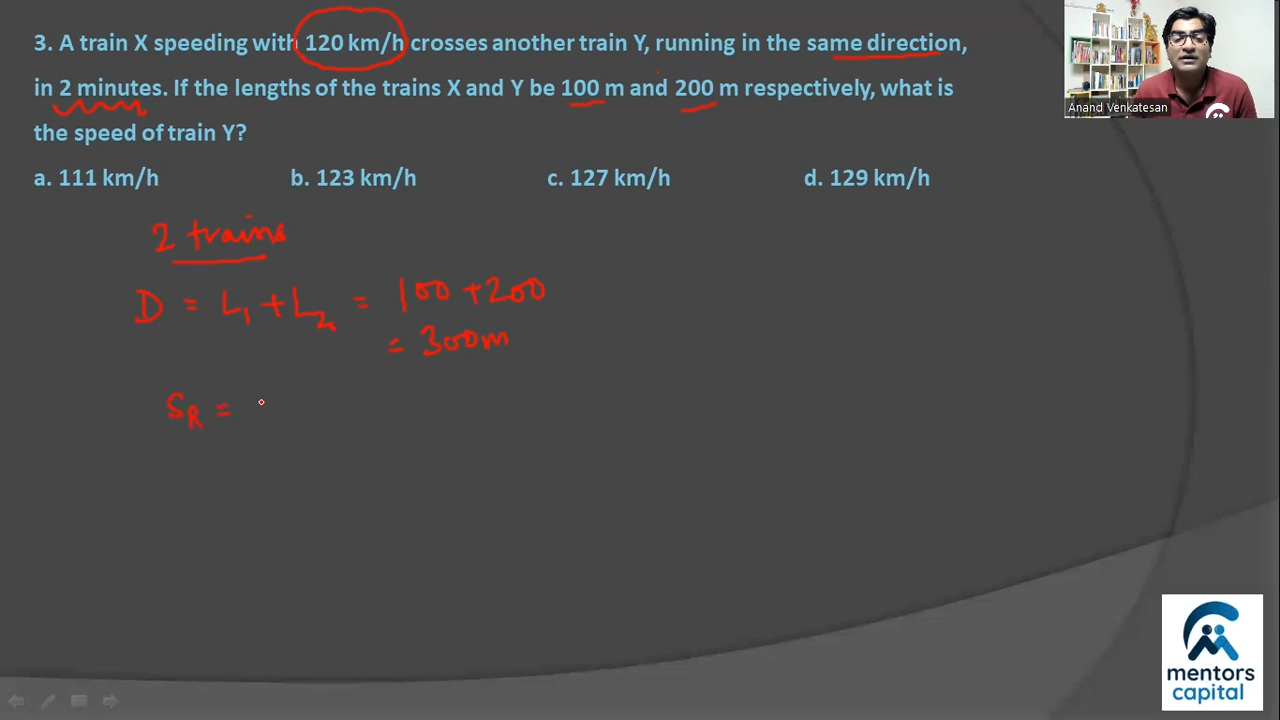 3. A train X speeding with 120 km/h crosses another train Y, running in the same direction,
in 2 minutes. If the lengths of the trains X and Y be 100 m and 200 m respectively, what is
the speed of train Y?
a. 111 km/h b. 123 km/h c. 127 km/h d. 129 km/h
2 trains
D = L1 + L2 = 100 + 200
= 300m
SR =
Anand Venkatesan
mentors
capital